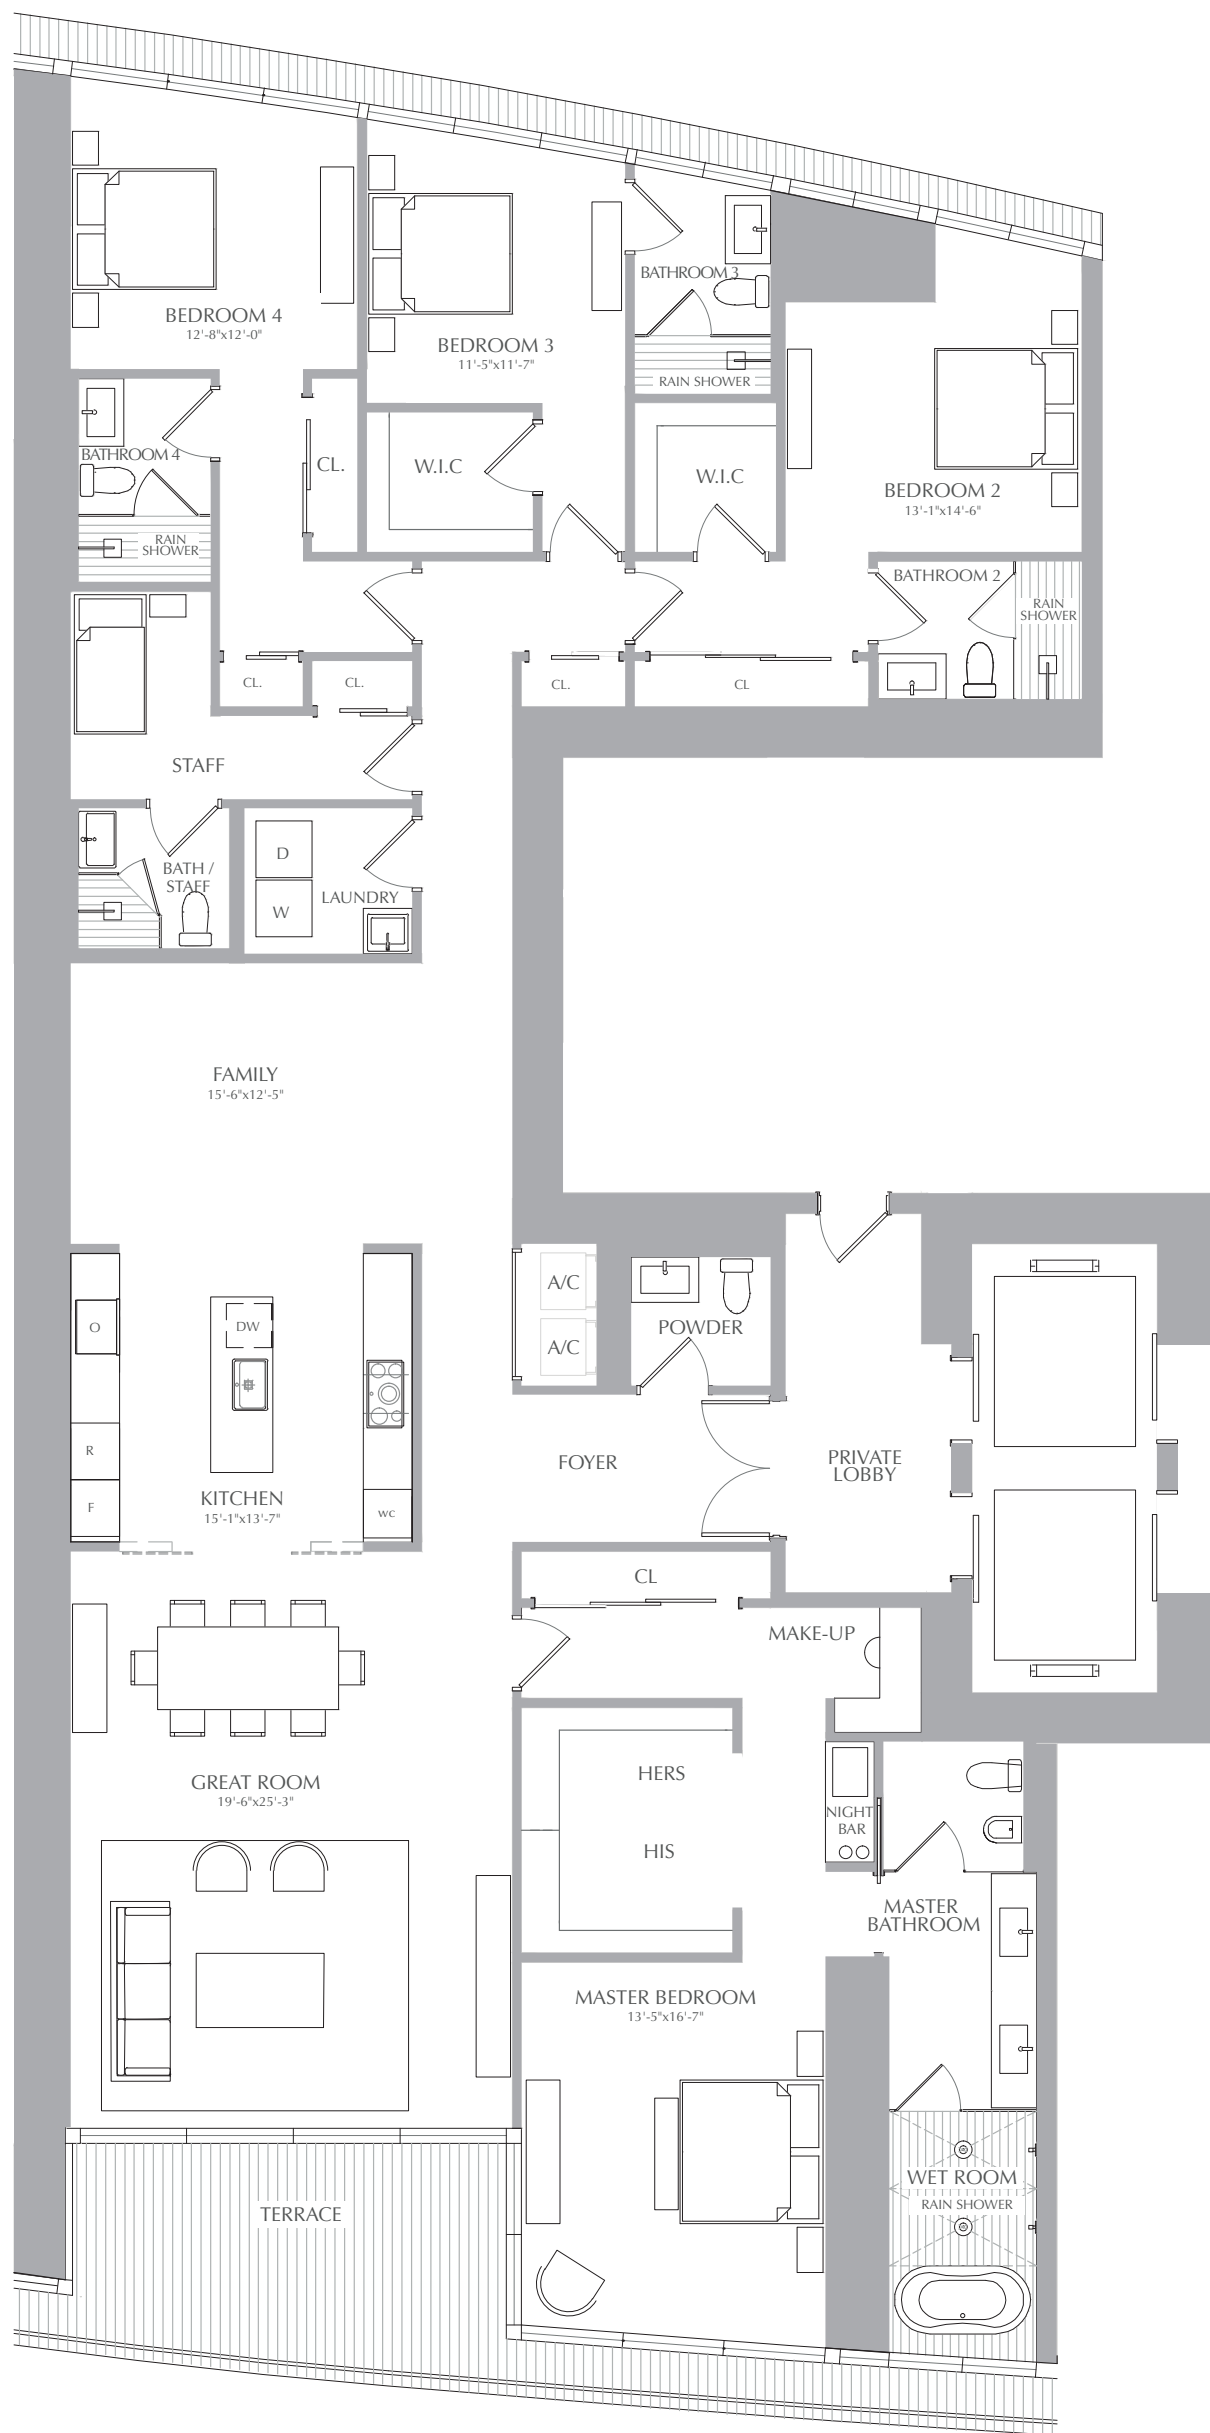 BATHROOM 3
BEDROOM 4
12'-8"x12'-0"
BEDROOM 3
11'-5"x11'-7"
RAIN SHOWER
BATHROOM 4
CL.
W.I.C
W.I.C
BEDROOM 2
13'-1"x14'-6"
RAIN
SHOWER
BATHROOM 2
RAIN
SHOWER
CL.
CL.
CL.
CL
STAFF
D
BATH /
STAFF
LAUNDRY
W
FAMILY
15'-6"x12'-5"
A/C
O
DW
POWDER
A/C
R
FOYER
PRIVATE
LOBBY
KITCHEN
15'-1"x13'-7"
F
WC
CL
MAKE-UP
GREAT ROOM
19'-6"x25'-3"
HERS
NIGHT
BAR
HIS
MASTER
BATHROOM
MASTER BEDROOM
13'-5"x16'-7"
WET ROOM
RAIN SHOWER
TERRACE